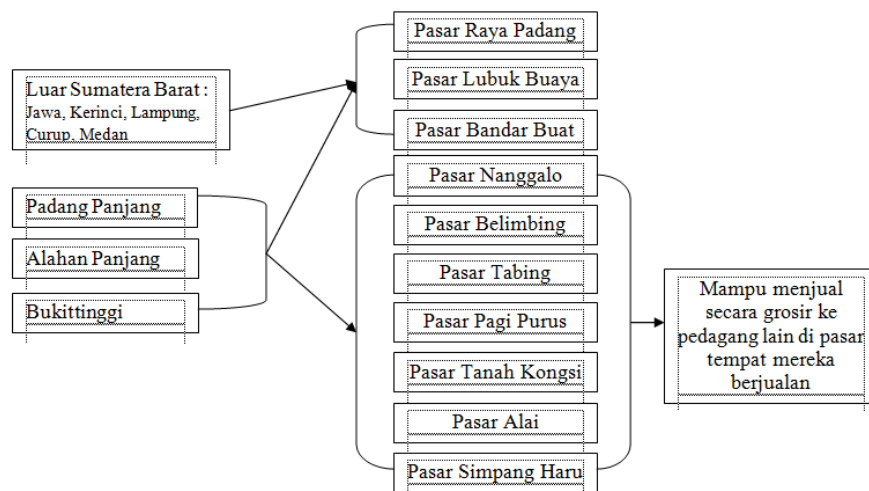 Luar Sumatera Barat :
Jawa, Kerinci, Lampung,
Curup, Medan
Padang Panjang
Alahan Panjang
Bukittinggi
Pasar Raya Padang
Pasar Lubuk Buaya
Pasar Bandar Buat
Pasar Nanggalo
Pasar Belimbing
Pasar Tabing
Pasar Pagi Purus
Pasar Tanah Kongsi
Pasar Alai
Pasar Simpang Haru
Mampu menjual
secara grosir ke
pedagang lain di pasar
tempat mereka
berjualan